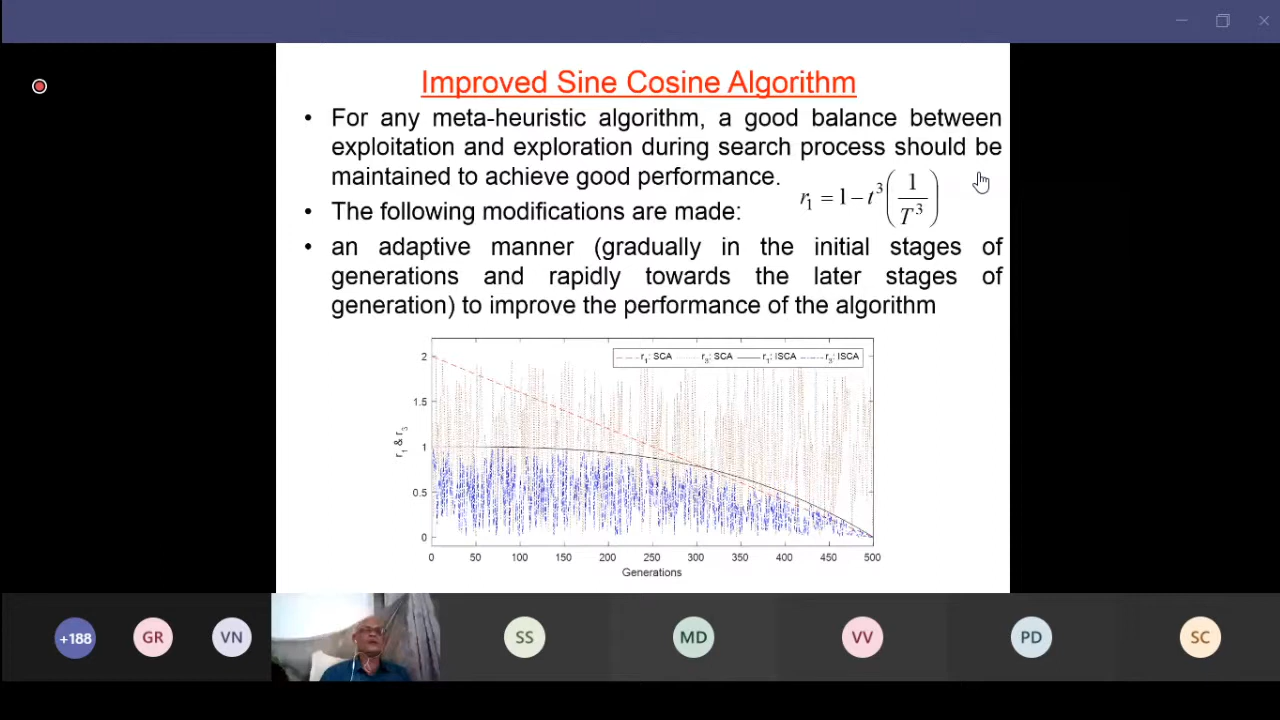 Improved Sine Cosine Algorithm
• For any meta-heuristic algorithm, a good balance between
exploitation and exploration during search process should be
maintained to achieve good performance.
r₁ = 1 − t³ (1 / T³)
• The following modifications are made:
• an adaptive manner (gradually in the initial stages of
generations and rapidly towards the later stages of
generation) to improve the performance of the algorithm
r₁: SCA r₃: SCA r₁: ISCA r₃: ISCA
2
1.5
1
0.5
0
r₁ & r₃
0 50 100 150 200 250 300 350 400 450 500
Generations
+188 GR VN SS MD VV PD SC